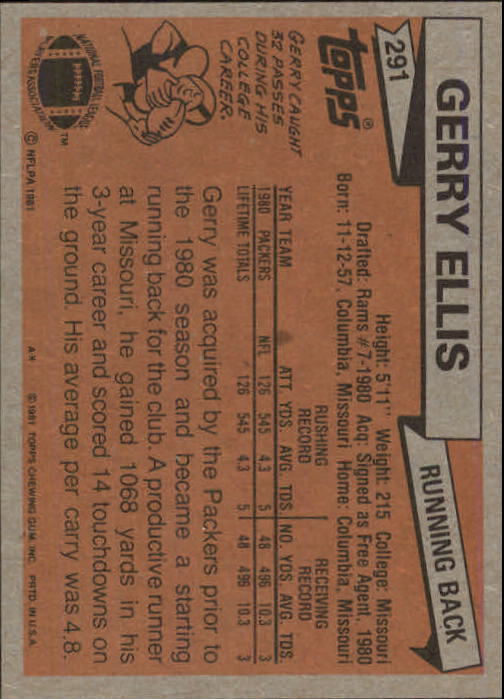 GERRY ELLIS
RUNNING BACK
291
topps®
Height: 5'11" Weight: 215 College: Missouri
Drafted: Rams #7-1980 Acq: Signed as Free Agent, 1980
Born: 11-12-57, Columbia, Missouri Home: Columbia, Missouri
RUSHING RECEIVING
RECORD RECORD
YEAR TEAM ATT. YDS. AVG. TDS. NO. YDS. AVG. TDS.
1980 PACKERS NFL 126 545 4.3 5 48 496 10.3 3
LIFETIME TOTALS 126 545 4.3 5 48 496 10.3 3
GERRY CAUGHT
32 PASSES
DURING HIS
COLLEGE
CAREER.
Gerry was acquired by the Packers prior to
the 1980 season and became a starting
running back for the club. A productive runner
at Missouri, he gained 1068 yards in his
3-year career and scored 14 touchdowns on
the ground. His average per carry was 4.8.
NATIONAL FOOTBALL LEAGUE
PLAYERS ASSOCIATION
TM
© NFLPA 1981
A* © 1981 TOPPS CHEWING GUM, INC. PRTD. IN U.S.A.